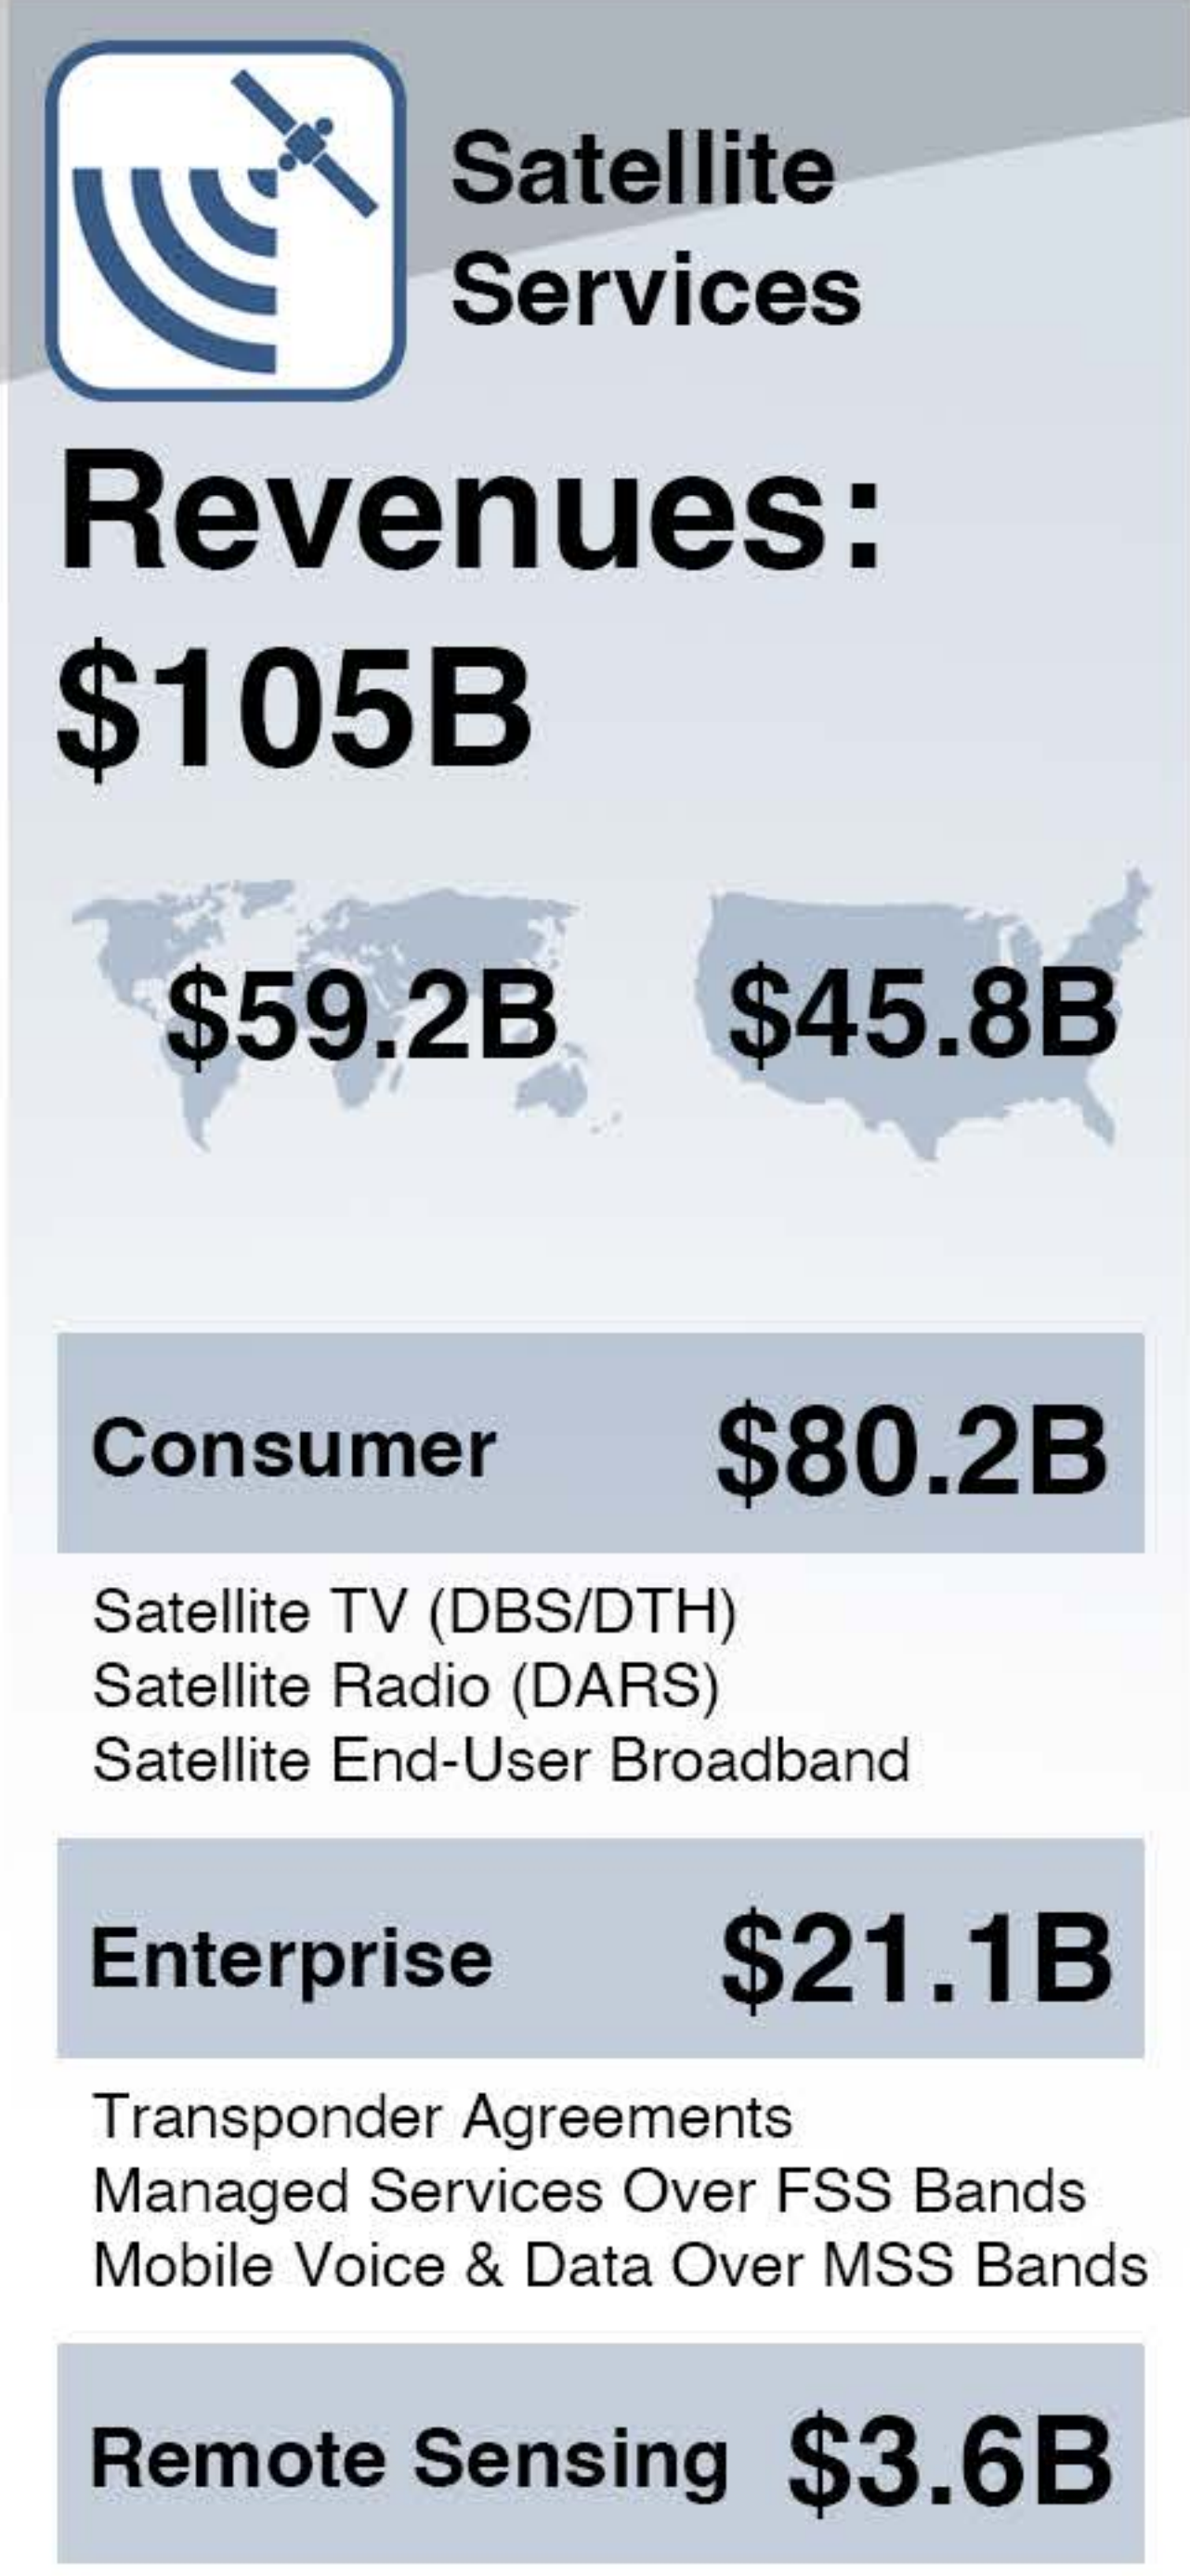 Satellite
Services
Revenues:
$105B
$59.2B $45.8B
Consumer $80.2B
Satellite TV (DBS/DTH)
Satellite Radio (DARS)
Satellite End-User Broadband
Enterprise $21.1B
Transponder Agreements
Managed Services Over FSS Bands
Mobile Voice & Data Over MSS Bands
Remote Sensing $3.6B